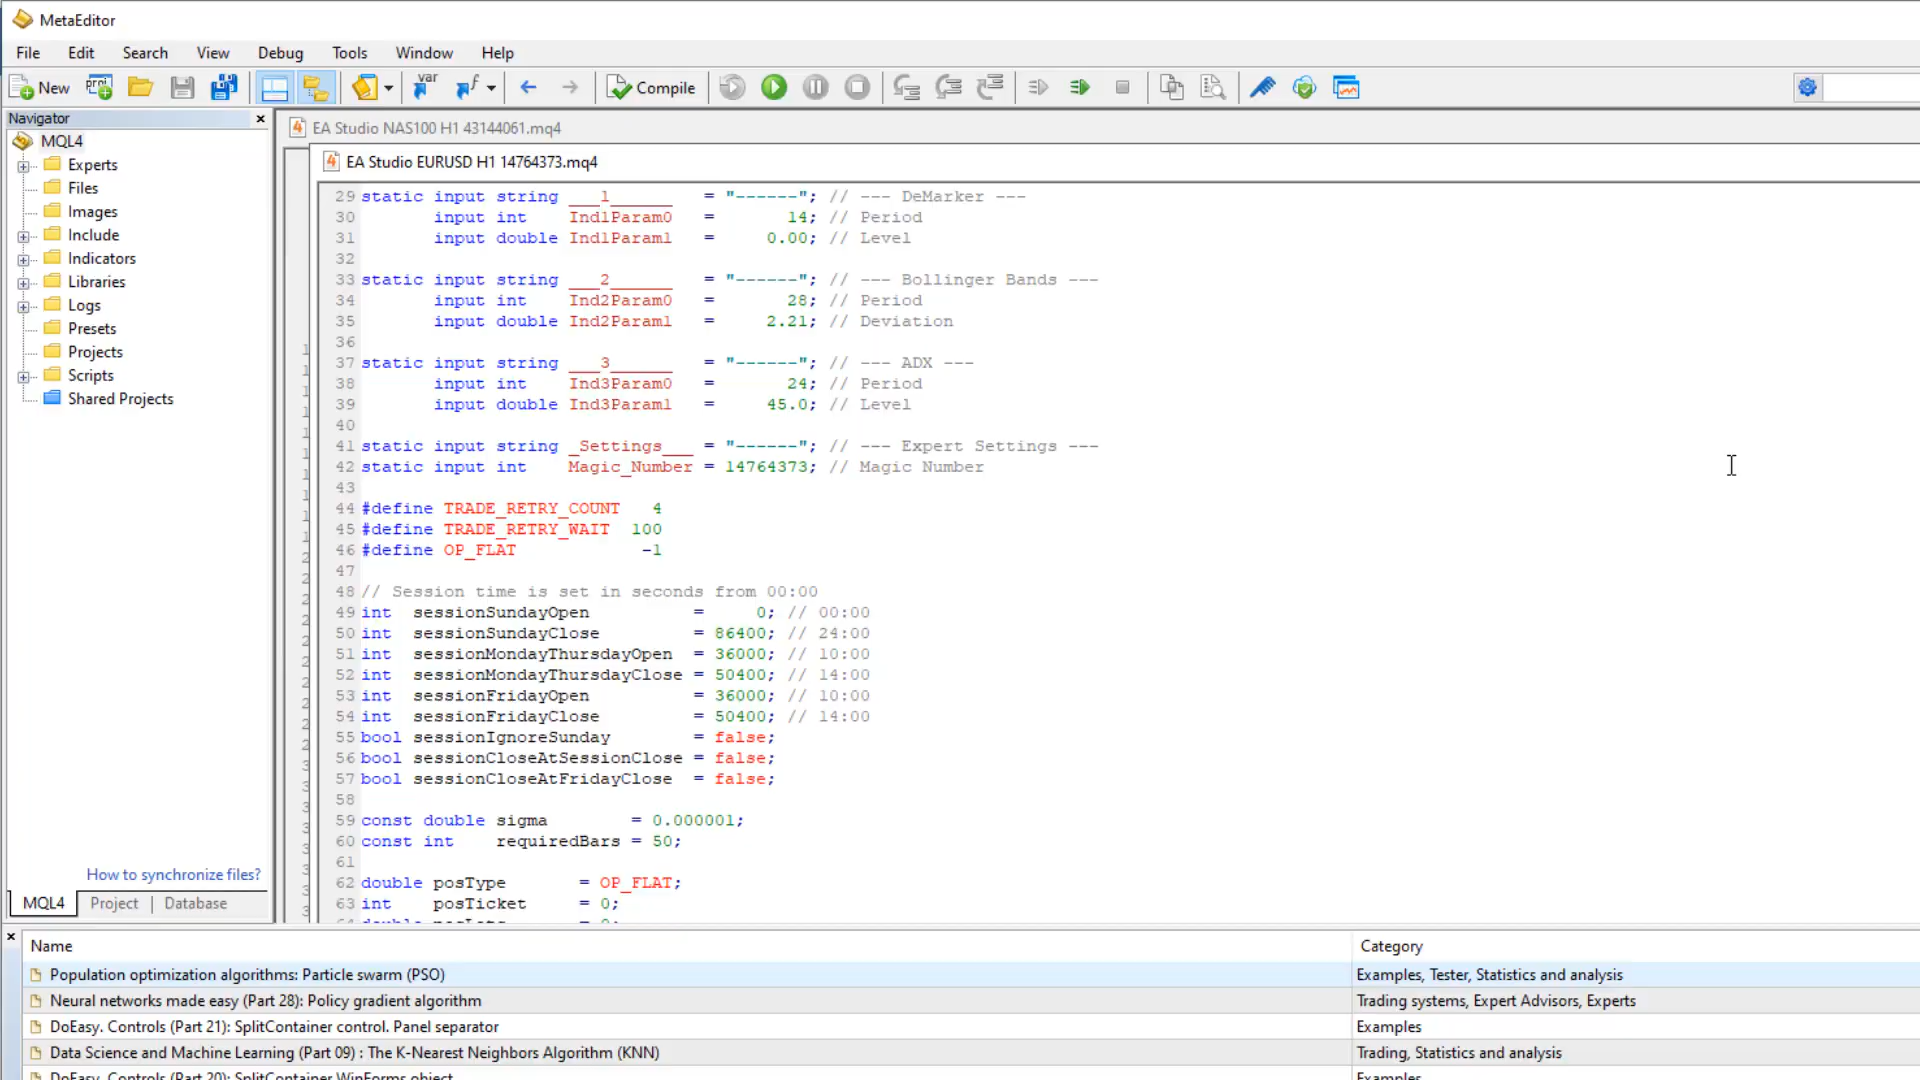 MetaEditor
File Edit Search View Debug Tools Window Help
New Compile
Navigator
MQL4
Experts
Files
Images
Include
Indicators
Libraries
Logs
Presets
Projects
Scripts
Shared Projects
How to synchronize files?
MQL4 Project Database
EA Studio NAS100 H1 43144061.mq4
EA Studio EURUSD H1 14764373.mq4
29 static input string ___1______ = "------"; // --- DeMarker ---
30 input int Ind1Param0 = 14; // Period
31 input double Ind1Param1 = 0.00; // Level
32
33 static input string ___2______ = "------"; // --- Bollinger Bands ---
34 input int Ind2Param0 = 28; // Period
35 input double Ind2Param1 = 2.21; // Deviation
36
37 static input string ___3______ = "------"; // --- ADX ---
38 input int Ind3Param0 = 24; // Period
39 input double Ind3Param1 = 45.0; // Level
40
41 static input string _Settings___ = "------"; // --- Expert Settings ---
42 static input int Magic_Number = 14764373; // Magic Number
43
44 #define TRADE_RETRY_COUNT 4
45 #define TRADE_RETRY_WAIT 100
46 #define OP_FLAT -1
47
48 // Session time is set in seconds from 00:00
49 int sessionSundayOpen = 0; // 00:00
50 int sessionSundayClose = 86400; // 24:00
51 int sessionMondayThursdayOpen = 36000; // 10:00
52 int sessionMondayThursdayClose = 50400; // 14:00
53 int sessionFridayOpen = 36000; // 10:00
54 int sessionFridayClose = 50400; // 14:00
55 bool sessionIgnoreSunday = false;
56 bool sessionCloseAtSessionClose = false;
57 bool sessionCloseAtFridayClose = false;
58
59 const double sigma = 0.000001;
60 const int requiredBars = 50;
61
62 double posType = OP_FLAT;
63 int posTicket = 0;
Name Category
Population optimization algorithms: Particle swarm (PSO) Examples, Tester, Statistics and analysis
Neural networks made easy (Part 28): Policy gradient algorithm Trading systems, Expert Advisors, Experts
DoEasy. Controls (Part 21): SplitContainer control. Panel separator Examples
Data Science and Machine Learning (Part 09) : The K-Nearest Neighbors Algorithm (KNN) Trading, Statistics and analysis
DoEasy. Controls (Part 20): SplitContainer WinForms object Examples